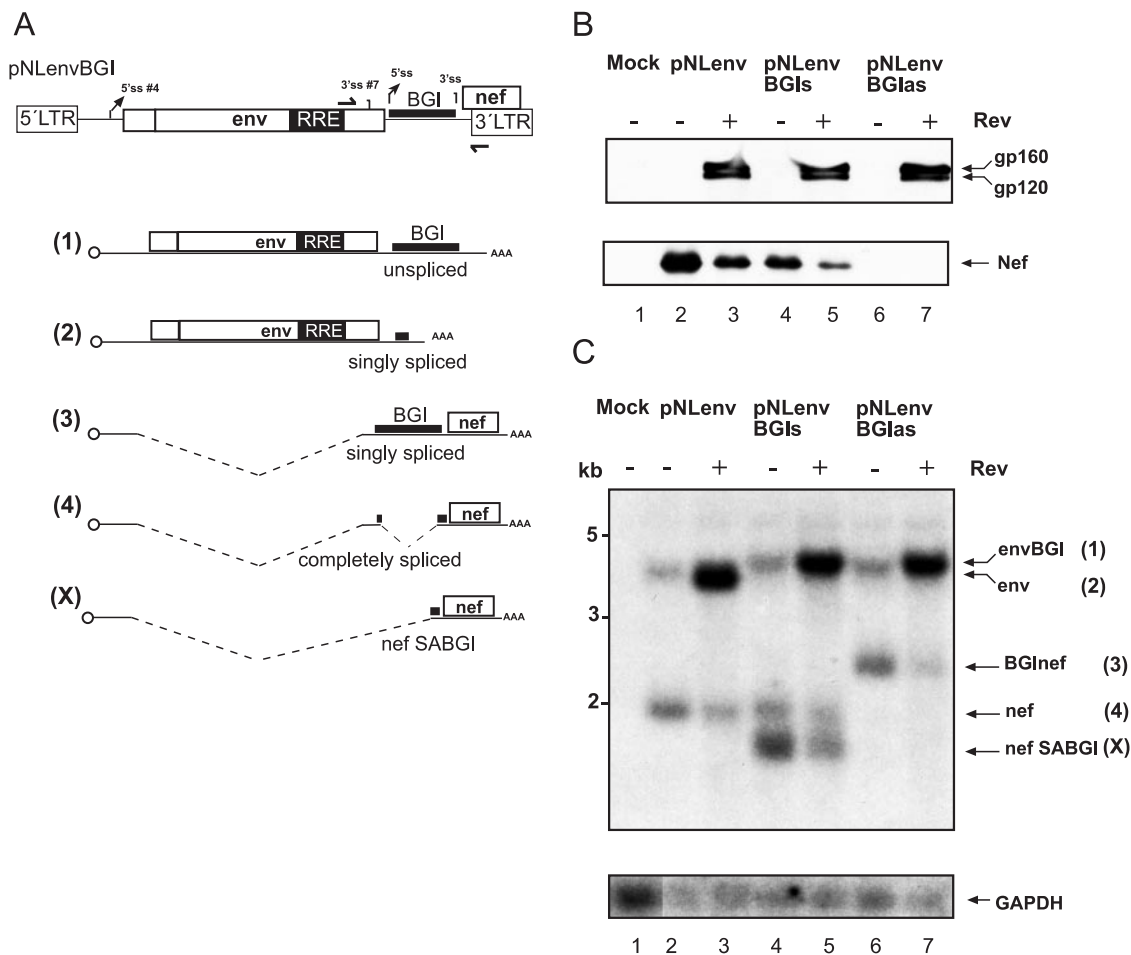 A
pNLenvBGI
5'ss #4
3'ss #7
5'ss
3'ss
BGI
nef
5´LTR
env
RRE
3´LTR
(1)
env
RRE
BGI
AAA
unspliced
(2)
env
RRE
AAA
singly spliced
(3)
BGI
nef
AAA
singly spliced
(4)
nef
AAA
completely spliced
(X)
nef
AAA
nef SABGI
B
Mock pNLenv pNLenv pNLenv
BGIs BGIas
- - + - + - + Rev
gp160
gp120
Nef
1 2 3 4 5 6 7
C
Mock pNLenv pNLenv pNLenv
BGIs BGIas
kb - - + - + - + Rev
5
envBGI (1)
env (2)
3
BGInef (3)
2
nef (4)
nef SABGI (X)
GAPDH
1 2 3 4 5 6 7